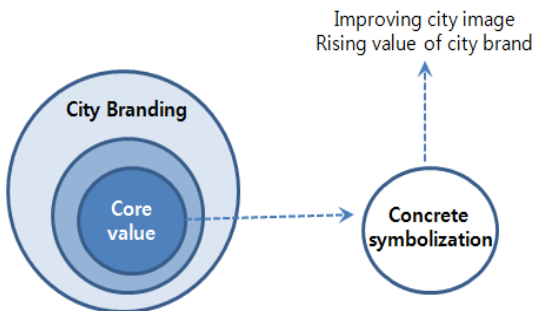 Improving city image
Rising value of city brand
City Branding
Core
value
Concrete
symbolization